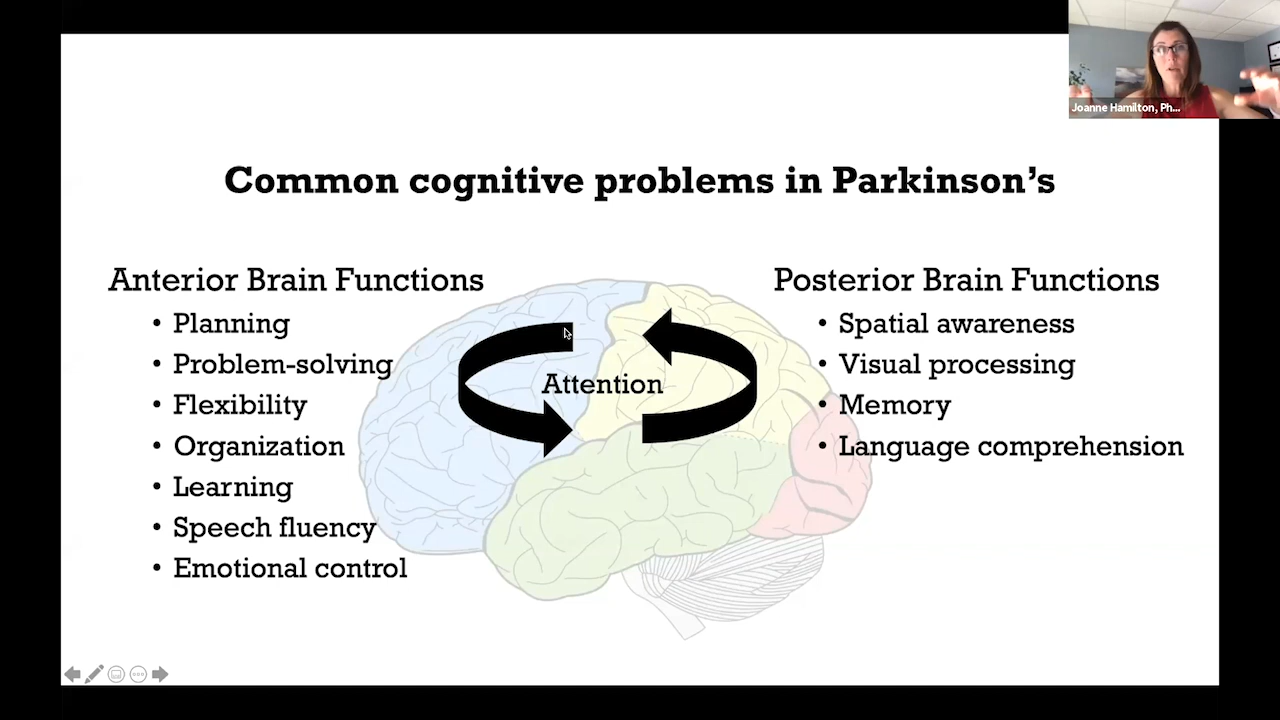 Joanne Hamilton, Ph...
Common cognitive problems in Parkinson's
Anterior Brain Functions
• Planning
• Problem-solving
• Flexibility
• Organization
• Learning
• Speech fluency
• Emotional control
Attention
Posterior Brain Functions
• Spatial awareness
• Visual processing
• Memory
• Language comprehension